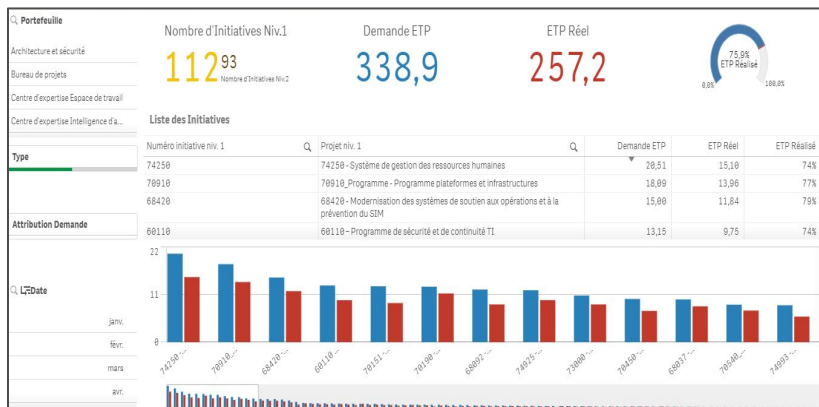 Portefeuille
Architecture et sécurité
Bureau de projets
Centre d'expertise Espace de travail
Centre d'expertise Intelligence d'a...
Type
Attribution Demande
Date
janv.
févr.
mars
avr.
Nombre d'Initiatives Niv.1
112
93
Nombre d'Initiatives Niv.2
Demande ETP
338,9
ETP Réel
257,2
75,9%
ETP Réalisé
0,0%
100,0%
Liste des Initiatives
Numéro initiative niv. 1 Projet niv. 1 Demande ETP ETP Réel ETP Réalisé
74250 74250 - Système de gestion des ressources humaines 20,51 15,10 74%
70910 70910_Programme - Programme plateformes et infrastructures 18,09 13,96 77%
68420 68420 - Modernisation des systèmes de soutien aux opérations et à la 15,00 11,84 79%
prévention du SIM
60110 60110 - Programme de sécurité et de continuité TI 13,15 9,75 74%
22
11
0
74250 -...
70910_...
68420 -...
60110 -...
70151 -...
70190 -...
68092 -...
74925 -...
73000 -...
70450 -...
68037 -...
70540_...
74993 -...